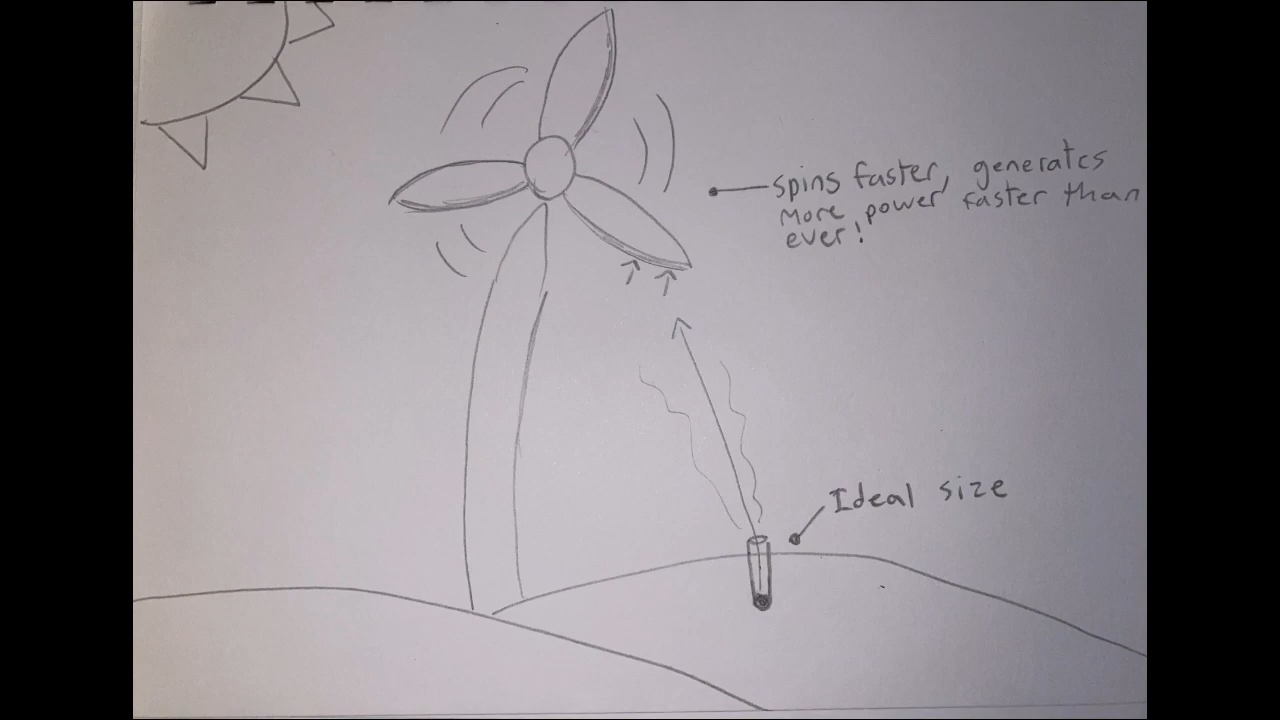 spins faster, generates
More power faster than
ever!
Ideal size